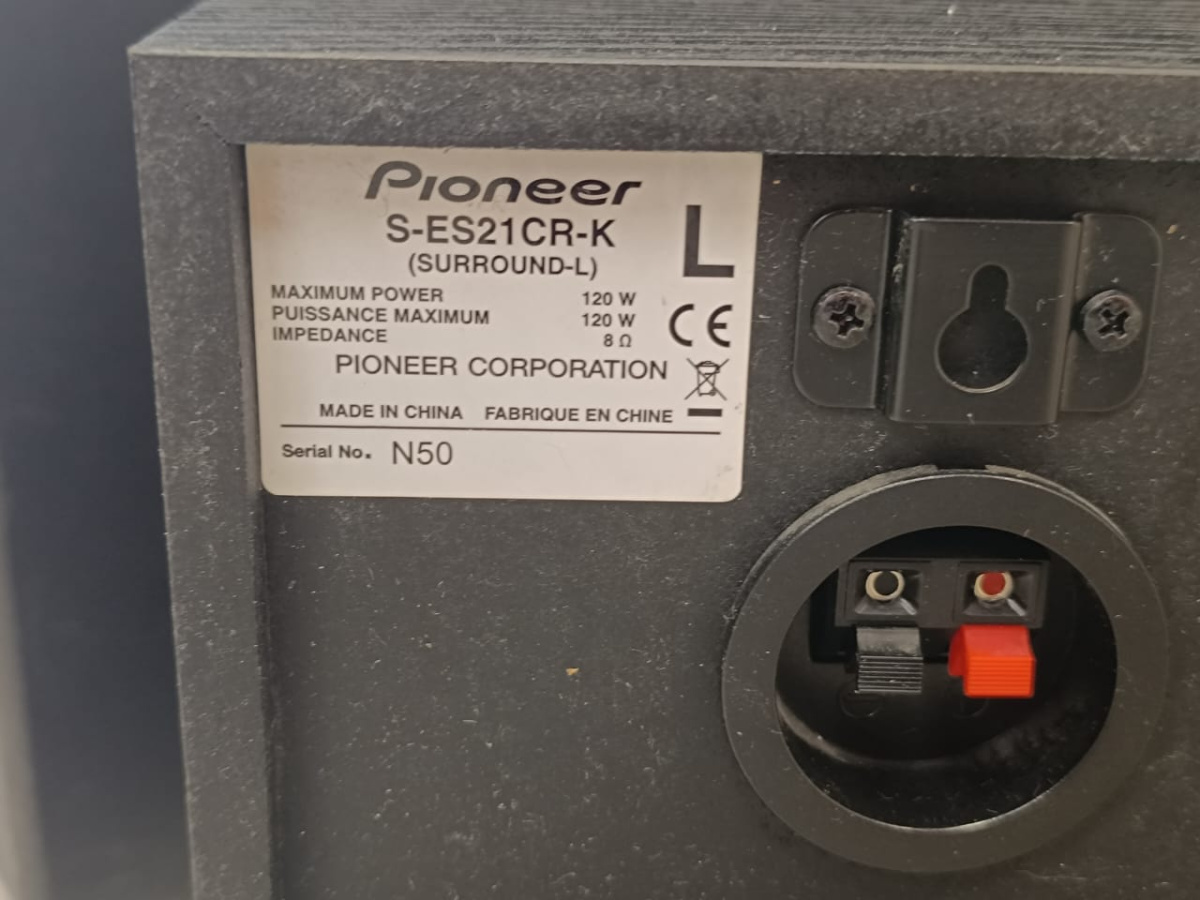 Pioneer
S-ES21CR-K
L
(SURROUND-L)
MAXIMUM POWER 120 W
PUISSANCE MAXIMUM 120 W
IMPEDANCE 8 Ω
CE
PIONEER CORPORATION
MADE IN CHINA FABRIQUE EN CHINE
Serial No. N50